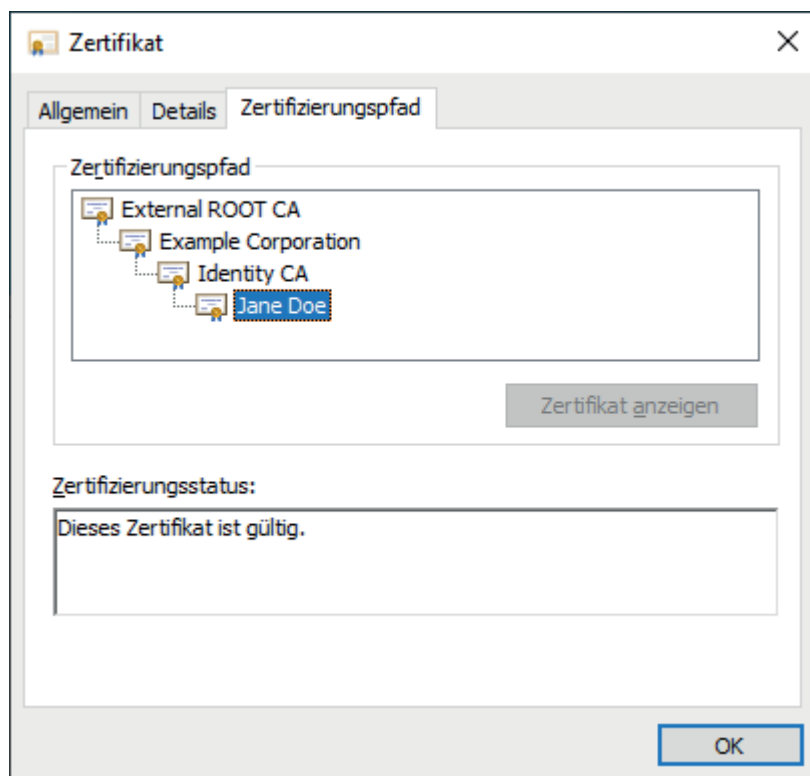 Zertifikat
Allgemein Details Zertifizierungspfad
Zertifizierungspfad
External ROOT CA
Example Corporation
Identity CA
Jane Doe
Zertifikat anzeigen
Zertifizierungsstatus:
Dieses Zertifikat ist gültig.
OK